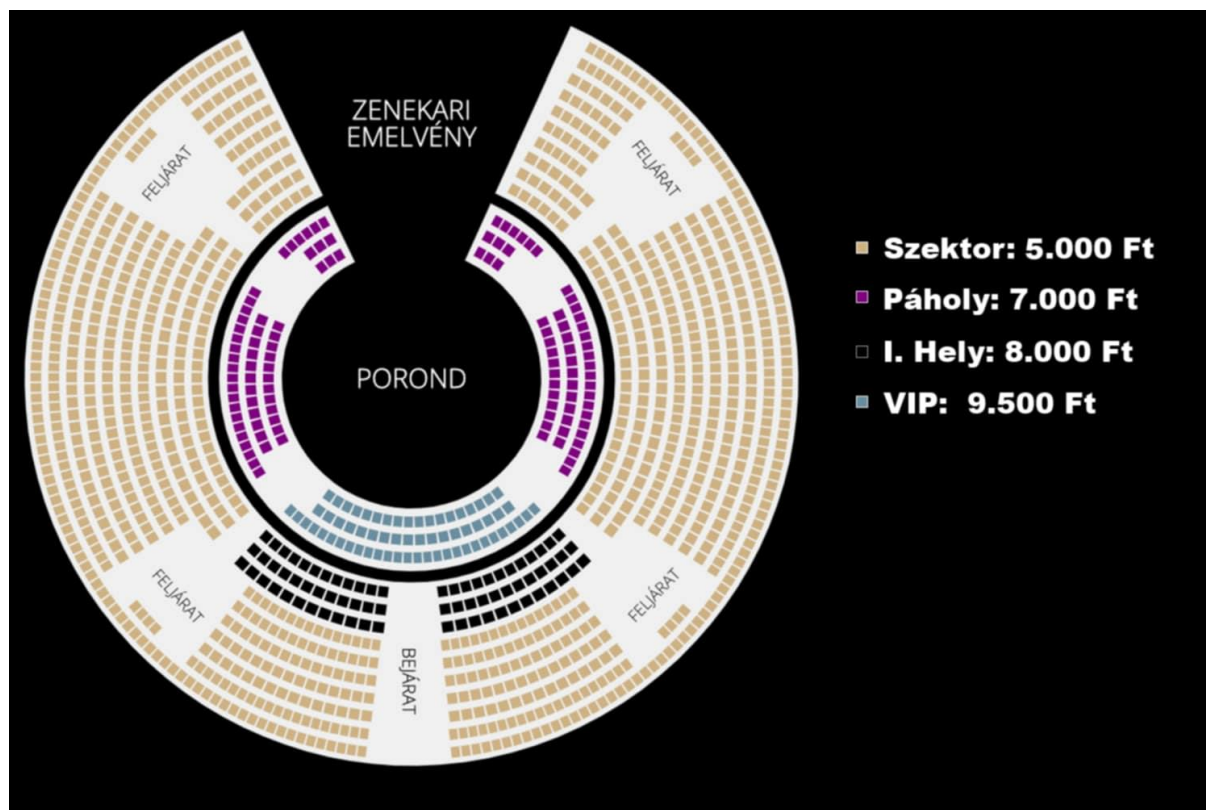 ZENEKARI
EMELVÉNY
FELJÁRAT
FELJÁRAT
POROND
FELJÁRAT
FELJÁRAT
BEJÁRAT
Szektor: 5.000 Ft
Páholy: 7.000 Ft
I. Hely: 8.000 Ft
VIP: 9.500 Ft